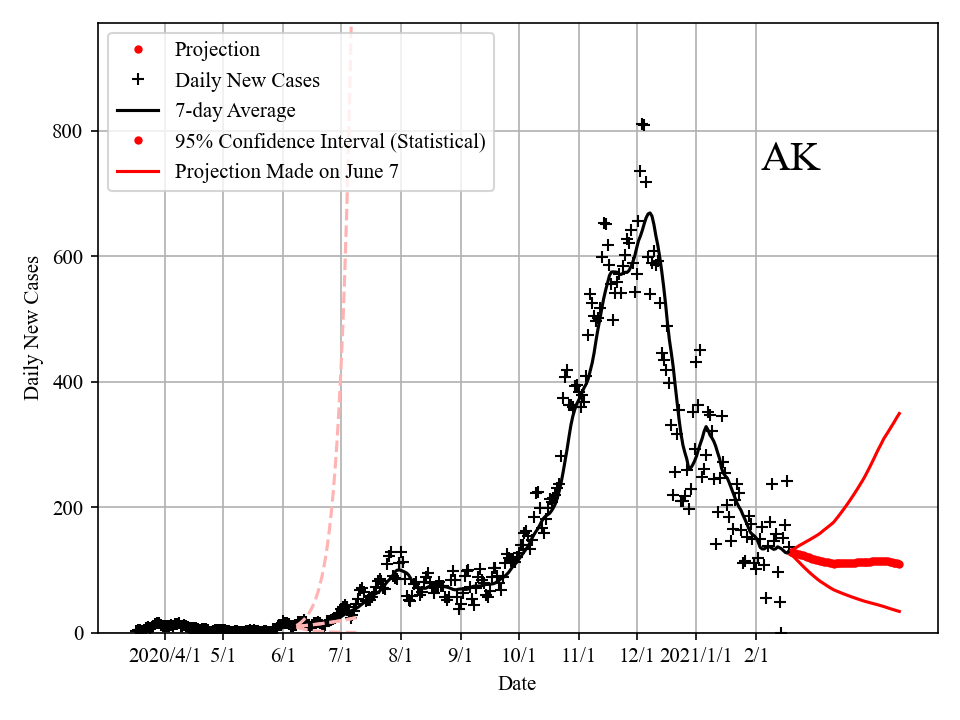 Projection
Daily New Cases
7-day Average
95% Confidence Interval (Statistical)
Projection Made on June 7
AK
Daily New Cases
800
600
400
200
0
2020/4/1 5/1 6/1 7/1 8/1 9/1 10/1 11/1 12/1 2021/1/1 2/1
Date